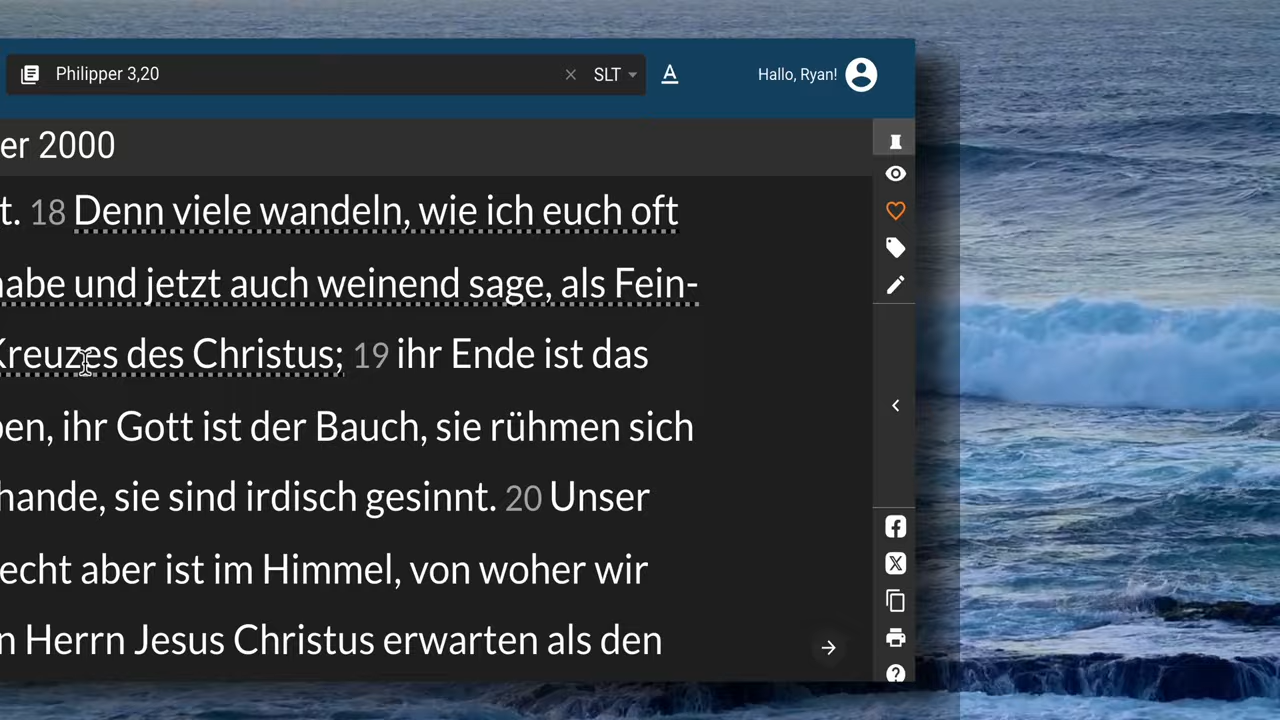 Philipper 3,20
SLT
A
Hallo, Ryan!
er 2000
t. 18 Denn viele wandeln, wie ich euch oft
habe und jetzt auch weinend sage, als Fein-
Kreuzes des Christus; 19 ihr Ende ist das
ben, ihr Gott ist der Bauch, sie rühmen sich
hande, sie sind irdisch gesinnt. 20 Unser
echt aber ist im Himmel, von woher wir
n Herrn Jesus Christus erwarten als den